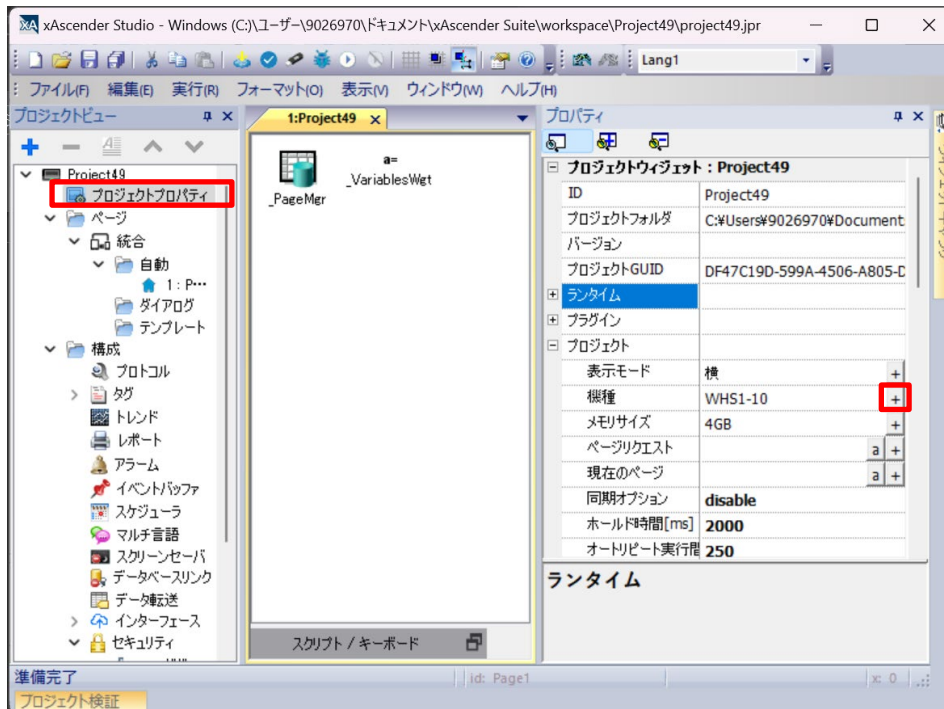 xAscender Studio - Windows (C:)\ユーザー\9026970\ドキュメント\xAscender Suite\workspace\Project49\project49.jpr
Lang1
ファイル(F) 編集(E) 実行(R) フォーマット(O) 表示(V) ウィンドウ(W) ヘルプ(H)
プロジェクトビュー
Project49
プロジェクトプロパティ
ページ
統合
自動
1 : P…
ダイアログ
テンプレート
構成
プロトコル
タグ
トレンド
レポート
アラーム
イベントバッファ
スケジューラ
マルチ言語
スクリーンセーバ
データベースリンク
データ転送
インターフェース
セキュリティ
1:Project49
_PageMgr
a=
_VariablesWgt
スクリプト / キーボード
プロパティ
プロジェクトウィジェット : Project49
ID Project49
プロジェクトフォルダ C:¥Users¥9026970¥Document:
バージョン
プロジェクトGUID DF47C19D-599A-4506-A805-D
ランタイム
プラグイン
プロジェクト
表示モード 横 +
機種 WHS1-10 +
メモリサイズ 4GB +
ページリクエスト a +
現在のページ a +
同期オプション disable
ホールド時間[ms] 2000
オートリピート実行間 250
ランタイム
準備完了
id: Page1
x: 0
プロジェクト検証